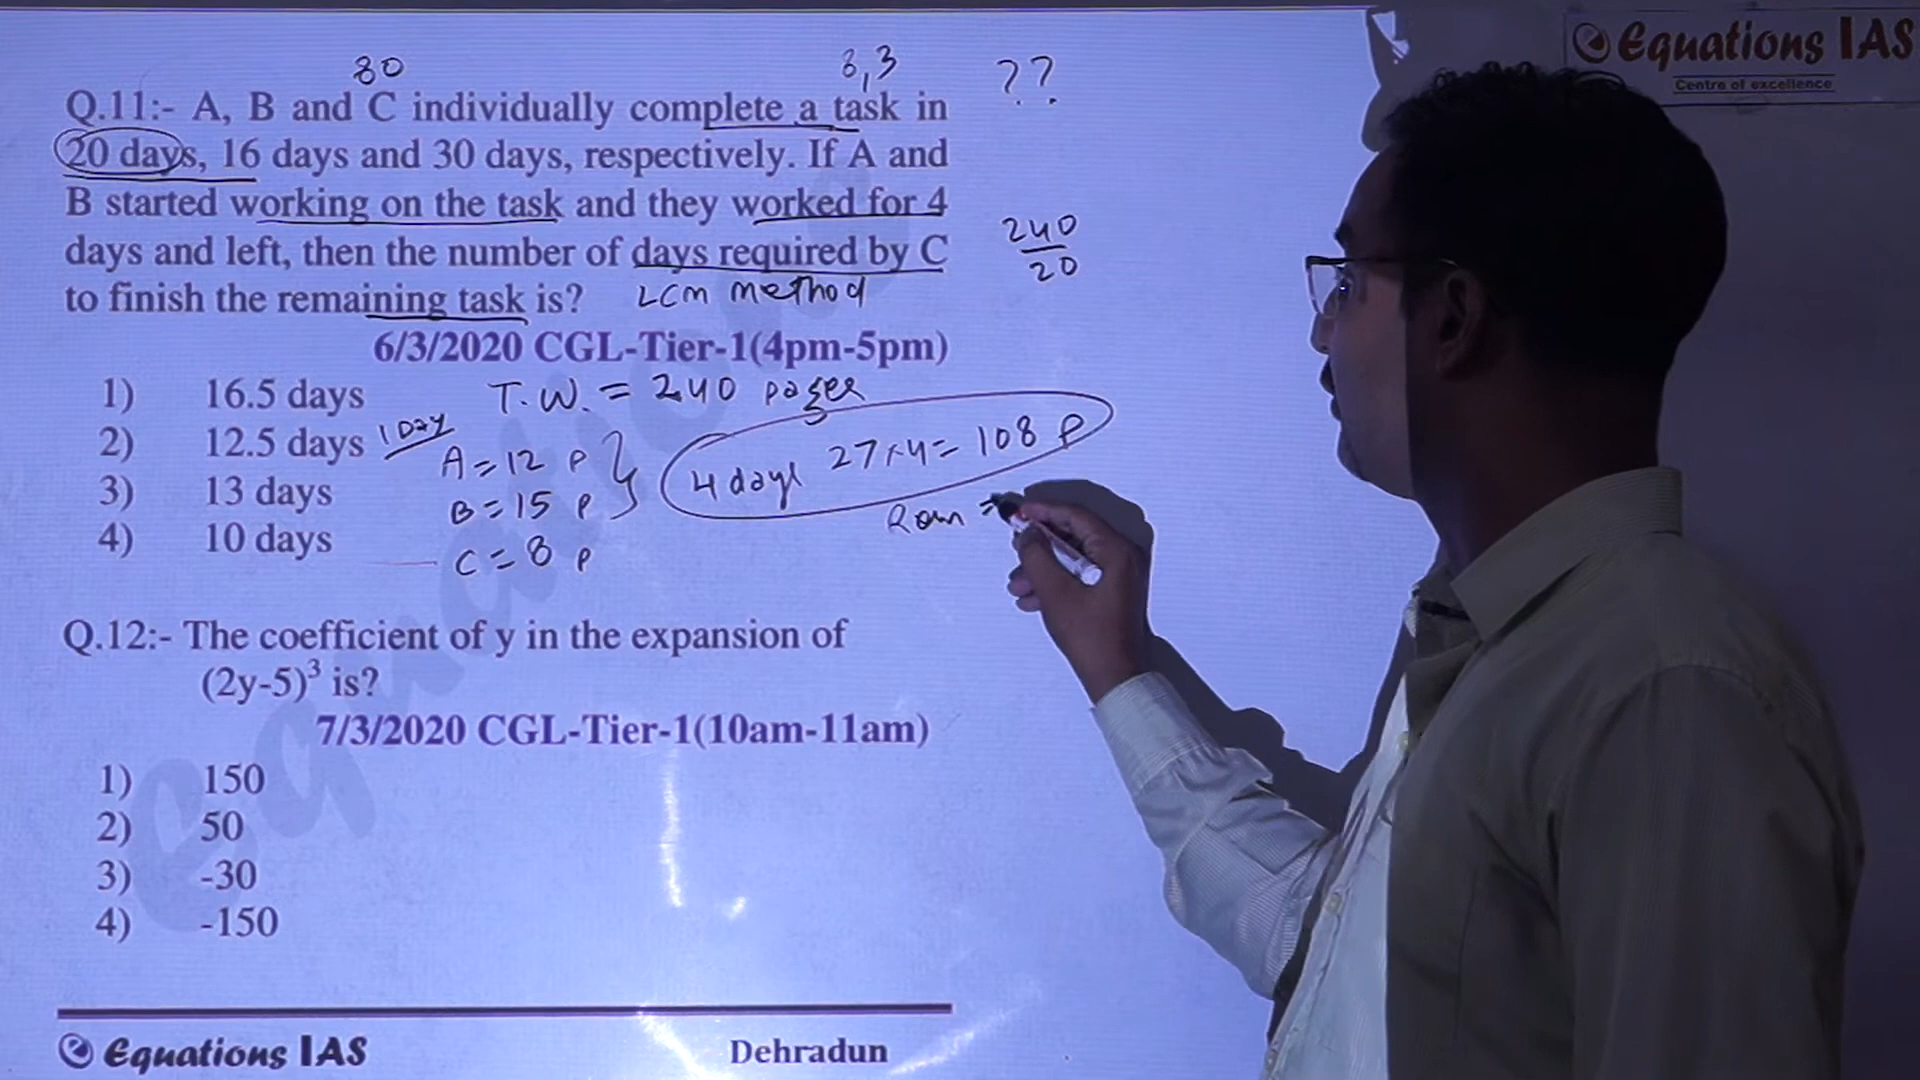 80
8,3
??
Equations IAS
Centre of excellence
Q.11:- A, B and C individually complete a task in
20 days, 16 days and 30 days, respectively. If A and
B started working on the task and they worked for 4
days and left, then the number of days required by C
to finish the remaining task is?
LCM Method
240
20
6/3/2020 CGL-Tier-1(4pm-5pm)
1) 16.5 days
2) 12.5 days
3) 13 days
4) 10 days
T.W. = 240 pages
1 Day
A = 12 P
B = 15 P
C = 8 P
4 days 27×4= 108 P
Rem =
Q.12:- The coefficient of y in the expansion of
(2y-5)³ is?
7/3/2020 CGL-Tier-1(10am-11am)
1) 150
2) 50
3) -30
4) -150
Equations
Equations IAS
Dehradun